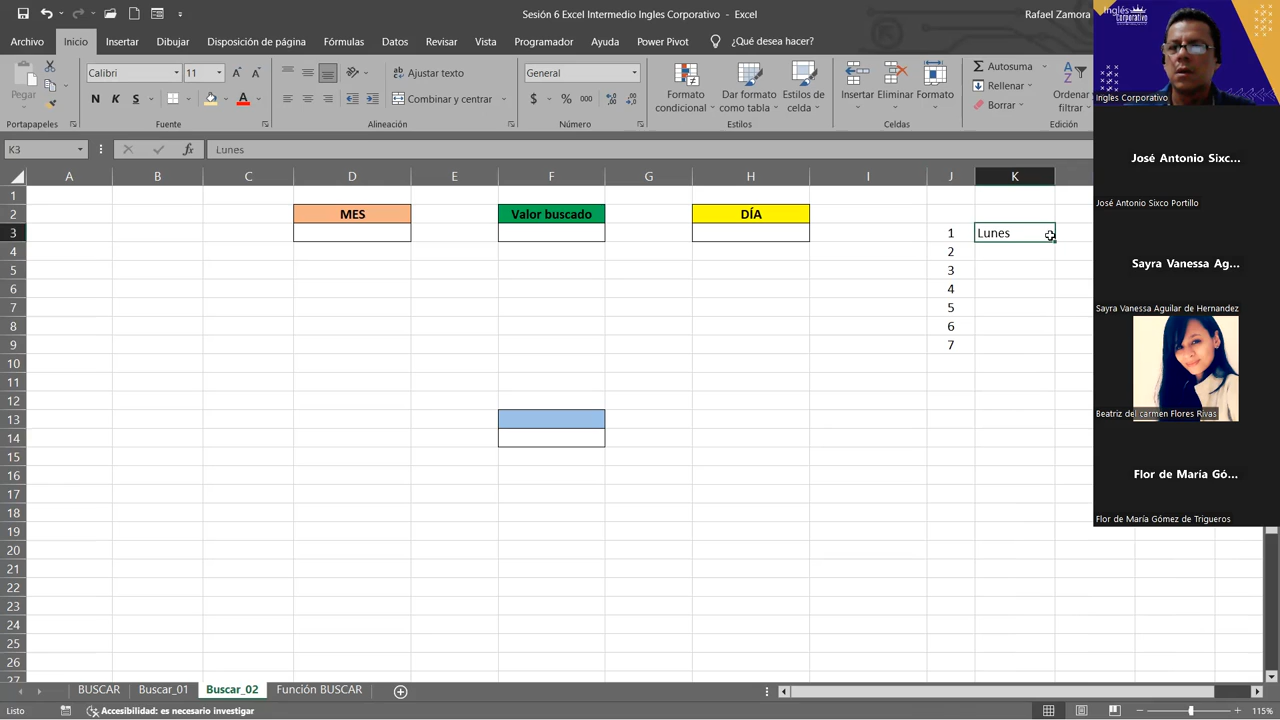 Sesión 6 Excel Intermedio Ingles Corporativo - Excel
Rafael Zamora
Archivo Inicio Insertar Dibujar Disposición de página Fórmulas Datos Revisar Vista Programador Ayuda Power Pivot ¿Qué desea hacer?
Pegar
Calibri 11
N K S
Ajustar texto
Combinar y centrar
General
$ % 000
Formato condicional
Dar formato como tabla
Estilos de celda
Insertar Eliminar Formato
Autosuma
Rellenar
Borrar
Ordenar filtrar
Portapapeles Fuente Alineación Número Estilos Celdas Edición
K3 fx Lunes
A B C D E F G H I J K
1
2 MES Valor buscado DÍA
3 1 Lunes
4 2
5 3
6 4
7 5
8 6
9 7
10
11
12
13
14
15
16
17
18
19
20
21
22
23
24
25
26
27
BUSCAR Buscar_01 Buscar_02 Función BUSCAR
Listo Accesibilidad: es necesario investigar 115%
Inglés Corporativo
Ingles Corporativo
José Antonio Sixc...
José Antonio Sixco Portillo
Sayra Vanessa Ag...
Sayra Vanessa Aguilar de Hernandez
Beatriz del carmen Flores Rivas
Flor de María Gó...
Flor de María Gómez de Trigueros